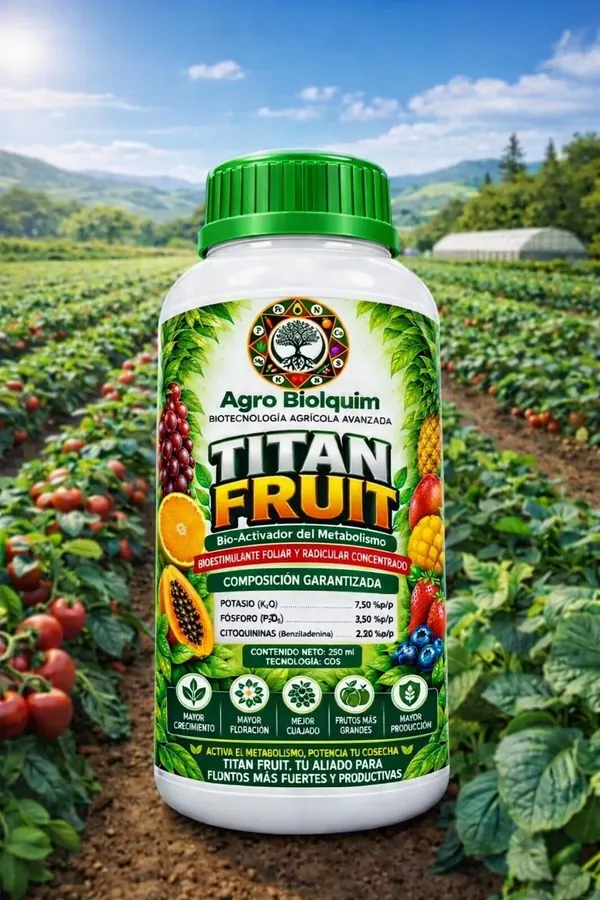 P K N Ca
Mg S
K N
Agro Biolquim
BIOTECNOLOGÍA AGRÍCOLA AVANZADA
TITAN
FRUIT
Bio-Activador del Metabolismo
BIOESTIMULANTE FOLIAR Y RADICULAR CONCENTRADO
COMPOSICIÓN GARANTIZADA
POTASIO (K₂O) 7,50 %p/p
FÓSFORO 3,50 %p/p
CITOQUININAS (Benziladenina) 2,20 %p/p
CONTENIDO NETO: 250 ml
TECNOLOGÍA: COS
MAYOR CRECIMIENTO
MAYOR FLORACIÓN
MEJOR CUAJADO
FRUTOS MÁS GRANDES
MAYOR PRODUCCIÓN
ACTIVA EL METABOLISMO, POTENCIA TU COSECHA
TITAN FRUIT, TU ALIADO PARA
FLONTOS MÁS FUERTES Y PRODUCTIVAS